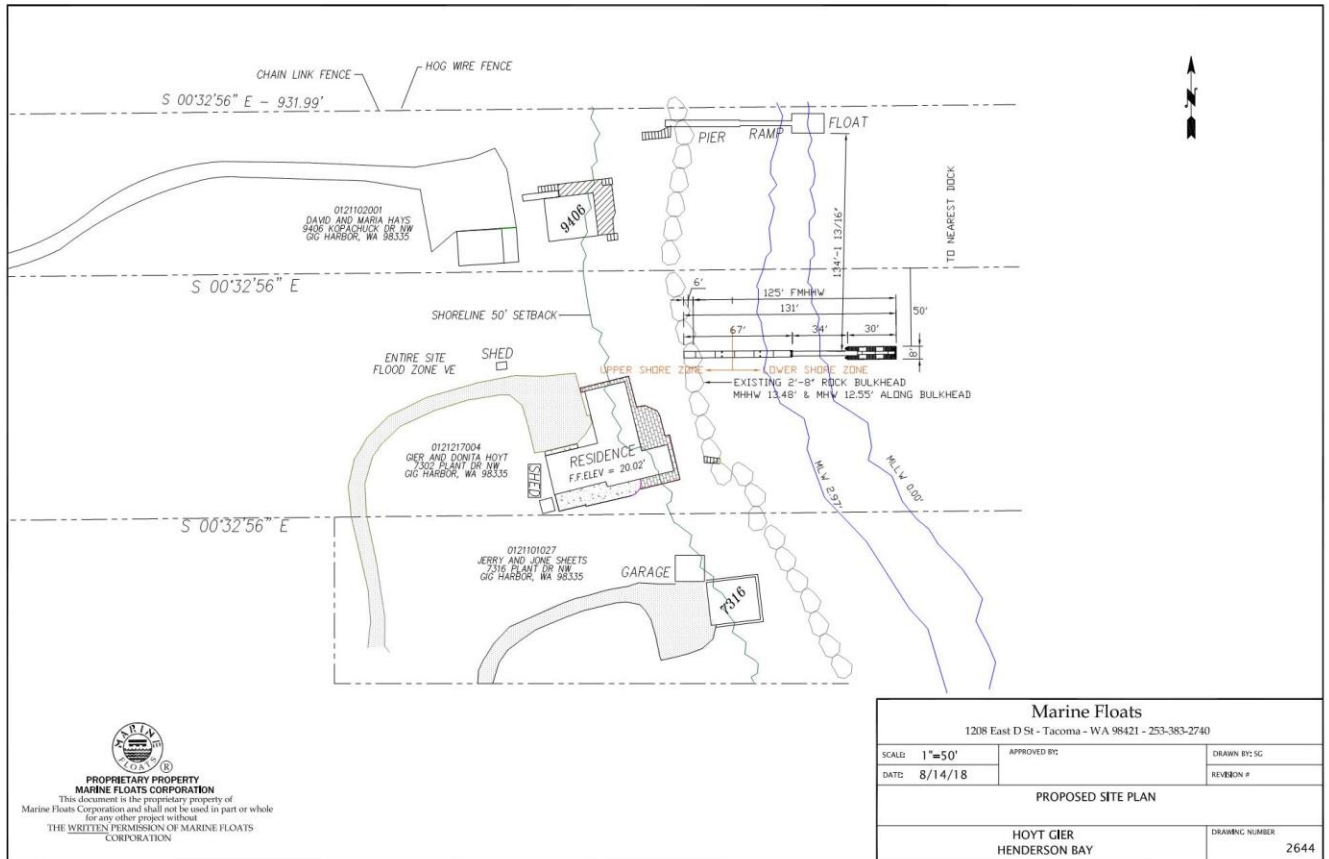 CHAIN LINK FENCE
HOG WIRE FENCE
S 00°32'56" E - 931.99'
N
PIER
RAMP
FLOAT
0121102001
DAVID AND MARIA HAYS
9406 KOPACHUCK DR NW
GIG HARBOR, WA 98335
9406
134'-1 13/16"
TO NEAREST DOCK
S 00°32'56" E
6'
125' FMHHW
131'
67'
34'
30'
50'
8'
SHORELINE 50' SETBACK
ENTIRE SITE
FLOOD ZONE VE
SHED
UPPER SHORE ZONE
LOWER SHORE ZONE
EXISTING 2'-8" ROCK BULKHEAD
MHHW 13.48' & MHW 12.55' ALONG BULKHEAD
0121217004
GIER AND DONITA HOYT
7302 PLANT DR NW
GIG HARBOR, WA 98335
SHED
RESIDENCE
F.F.ELEV = 20.02'
MLW 2.97'
MLLW 0.00'
S 00°32'56" E
0121101027
JERRY AND JONE SHEETS
7316 PLANT DR NW
GIG HARBOR, WA 98335
GARAGE
7316
MARINE
FLOATS
®
PROPRIETARY PROPERTY
MARINE FLOATS CORPORATION
This document is the proprietary property of
Marine Floats Corporation and shall not be used in part or whole
for any other project without
THE WRITTEN PERMISSION OF MARINE FLOATS
CORPORATION
Marine Floats
1208 East D St - Tacoma - WA 98421 - 253-383-2740
SCALE: 1"=50'
APPROVED BY:
DRAWN BY: SG
DATE: 8/14/18
REVISION #
PROPOSED SITE PLAN
HOYT GIER
HENDERSON BAY
DRAWING NUMBER
2644